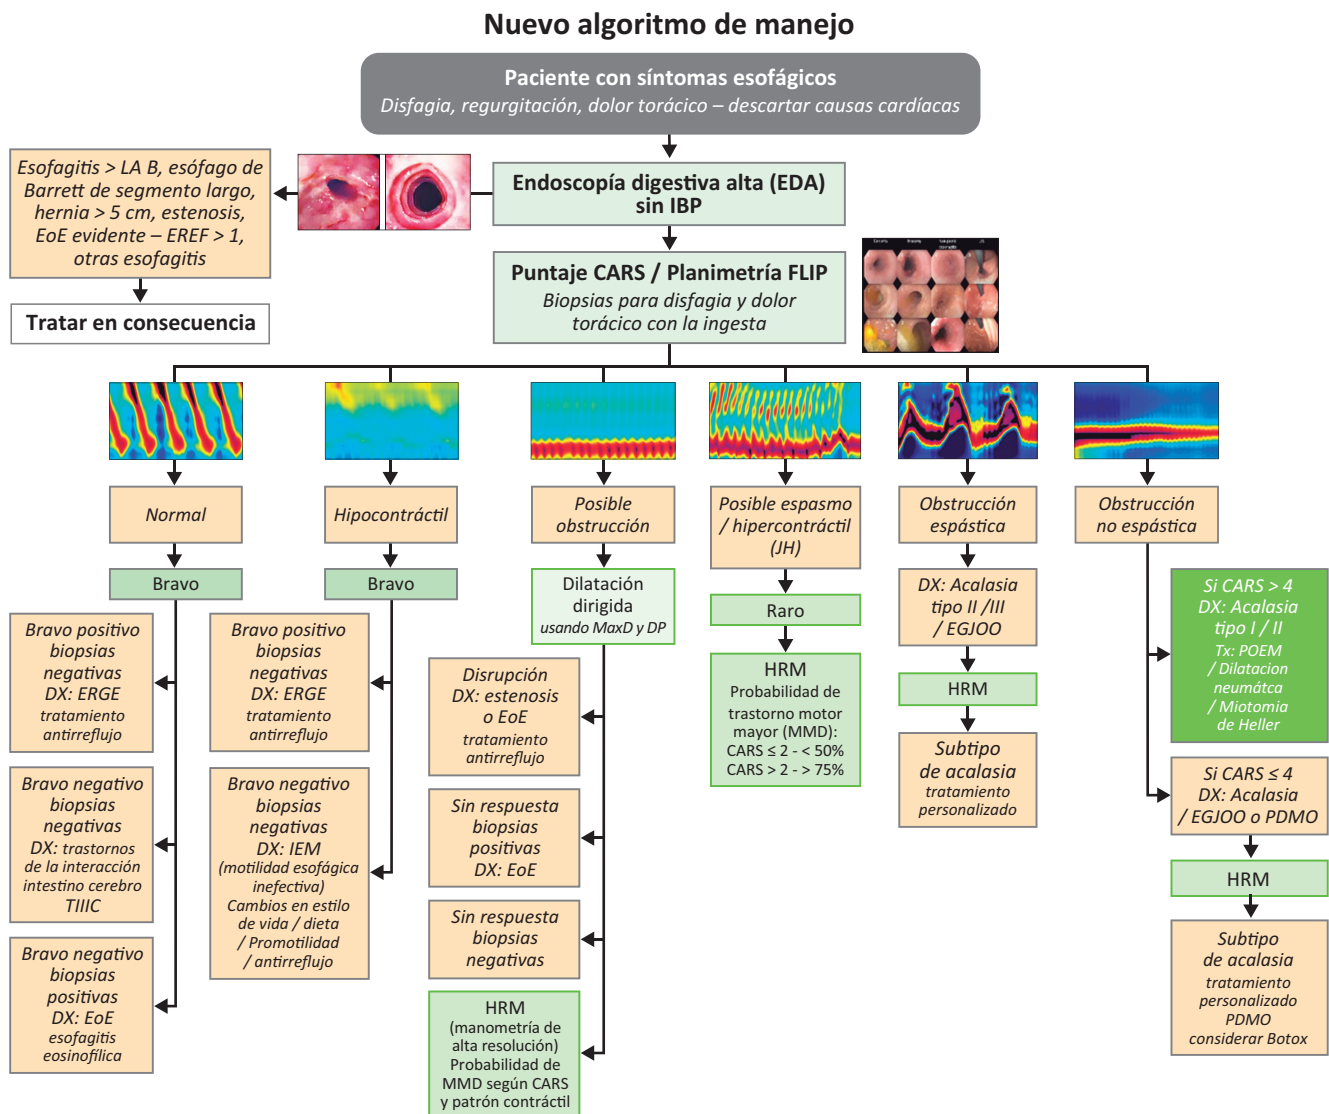 Nuevo algoritmo de manejo
Paciente con síntomas esofágicos
Disfagia, regurgitación, dolor torácico – descartar causas cardíacas
Esofagitis > LA B, esófago de
Barrett de segmento largo,
hernia > 5 cm, estenosis,
EoE evidente – EREF > 1,
otras esofagitis
Tratar en consecuencia
Endoscopía digestiva alta (EDA)
sin IBP
Puntaje CARS / Planimetría FLIP
Biopsias para disfagia y dolor
torácico con la ingesta
Normal
Bravo
Bravo positivo
biopsias
negativas
DX: ERGE
tratamiento
antirreflujo
Bravo negativo
biopsias
negativas
DX: trastornos
de la interacción
intestino cerebro
TIIIC
Bravo negativo
biopsias
positivas
DX: EoE
esofagitis
eosinofílica
Hipocontráctil
Bravo
Bravo positivo
biopsias
negativas
DX: ERGE
tratamiento
antirreflujo
Bravo negativo
biopsias
negativas
DX: IEM
(motilidad esofágica
inefectiva)
Cambios en estilo
de vida / dieta
/ Promotilidad
/ antirreflujo
Posible
obstrucción
Dilatación
dirigida
usando MaxD y DP
Disrupción
DX: estenosis
o EoE
tratamiento
antirreflujo
Sin respuesta
biopsias
positivas
DX: EoE
Sin respuesta
biopsias
negativas
HRM
(manometría de
alta resolución)
Probabilidad de
MMD según CARS
y patrón contráctil
Posible espasmo
/ hipercontráctil
(JH)
Raro
HRM
Probabilidad de
trastorno motor
mayor (MMD):
CARS ≤ 2 - < 50%
CARS > 2 - > 75%
Obstrucción
espástica
DX: Acalasia
tipo II /III
/ EGJOO
HRM
Subtipo
de acalasia
tratamiento
personalizado
Obstrucción
no espástica
Si CARS > 4
DX: Acalasia
tipo I / II
Tx: POEM
/ Dilatacion
neumátca
/ Miotomia
de Heller
Si CARS ≤ 4
DX: Acalasia
/ EGJOO o PDMO
HRM
Subtipo
de acalasia
tratamiento
personalizado
PDMO
considerar Botox